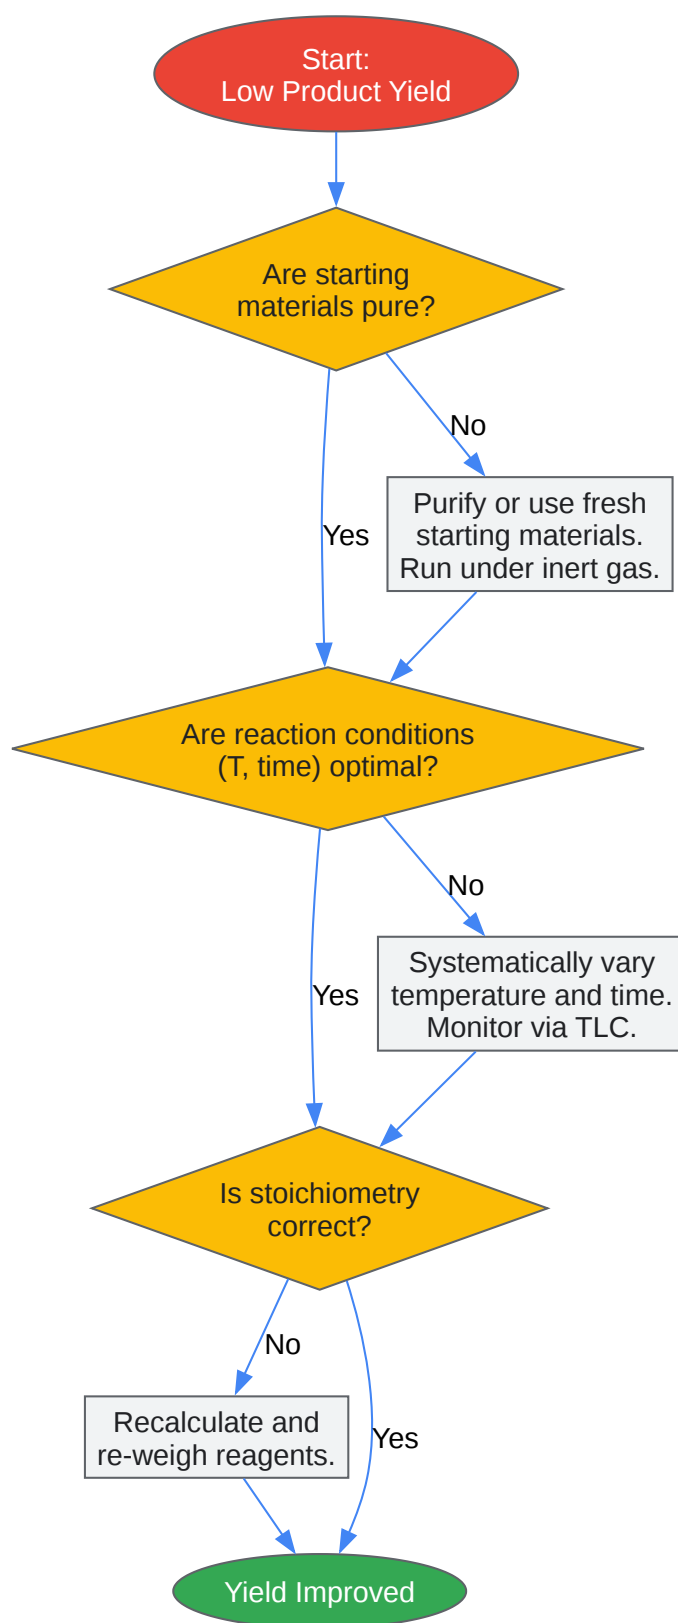 Start:
Low Product Yield
Are starting
materials pure?
No
Purify or use fresh
starting materials.
Run under inert gas.
Yes
Are reaction conditions
(T, time) optimal?
No
Systematically vary
temperature and time.
Monitor via TLC.
Yes
Is stoichiometry
correct?
No
Recalculate and
re-weigh reagents.
Yes
Yield Improved